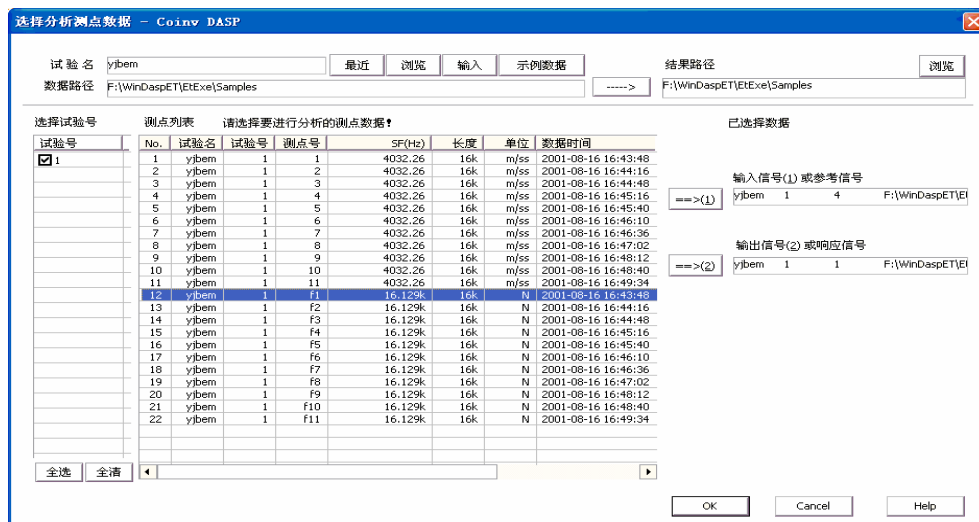 选择分析测点数据 - Coinv DASP
试 验 名 yjbem 最近 浏览 输入 示例数据 结果路径 浏览
数据路径 F:\WinDaspET\EtExe\Samples -----> F:\WinDaspET\EtExe\Samples
选择试验号 测点列表 请选择要进行分析的测点数据! 已选择数据
试验号 No. 试验名 试验号 测点号 SF(Hz) 长度 单位 数据时间
1 1 yjbem 1 1 4032.26 16k m/ss 2001-08-16 16:43:48
2 yjbem 1 2 4032.26 16k m/ss 2001-08-16 16:44:16
3 yjbem 1 3 4032.26 16k m/ss 2001-08-16 16:44:48
4 yjbem 1 4 4032.26 16k m/ss 2001-08-16 16:45:16
5 yjbem 1 5 4032.26 16k m/ss 2001-08-16 16:45:40
6 yjbem 1 6 4032.26 16k m/ss 2001-08-16 16:46:10
7 yjbem 1 7 4032.26 16k m/ss 2001-08-16 16:46:36
8 yjbem 1 8 4032.26 16k m/ss 2001-08-16 16:47:02
9 yjbem 1 9 4032.26 16k m/ss 2001-08-16 16:48:12
10 yjbem 1 10 4032.26 16k m/ss 2001-08-16 16:48:40
11 yjbem 1 11 4032.26 16k m/ss 2001-08-16 16:49:34
12 yjbem 1 f1 16.129k 16k N 2001-08-16 16:43:48
13 yjbem 1 f2 16.129k 16k N 2001-08-16 16:44:16
14 yjbem 1 f3 16.129k 16k N 2001-08-16 16:44:48
15 yjbem 1 f4 16.129k 16k N 2001-08-16 16:45:16
16 yjbem 1 f5 16.129k 16k N 2001-08-16 16:45:40
17 yjbem 1 f6 16.129k 16k N 2001-08-16 16:46:10
18 yjbem 1 f7 16.129k 16k N 2001-08-16 16:46:36
19 yjbem 1 f8 16.129k 16k N 2001-08-16 16:47:02
20 yjbem 1 f9 16.129k 16k N 2001-08-16 16:48:12
21 yjbem 1 f10 16.129k 16k N 2001-08-16 16:48:40
22 yjbem 1 f11 16.129k 16k N 2001-08-16 16:49:34
输入信号(1) 或参考信号
==>(1) yjbem 1 4 F:\WinDaspET\El
输出信号(2) 或响应信号
==>(2) yjbem 1 1 F:\WinDaspET\El
全选 全清
OK Cancel Help